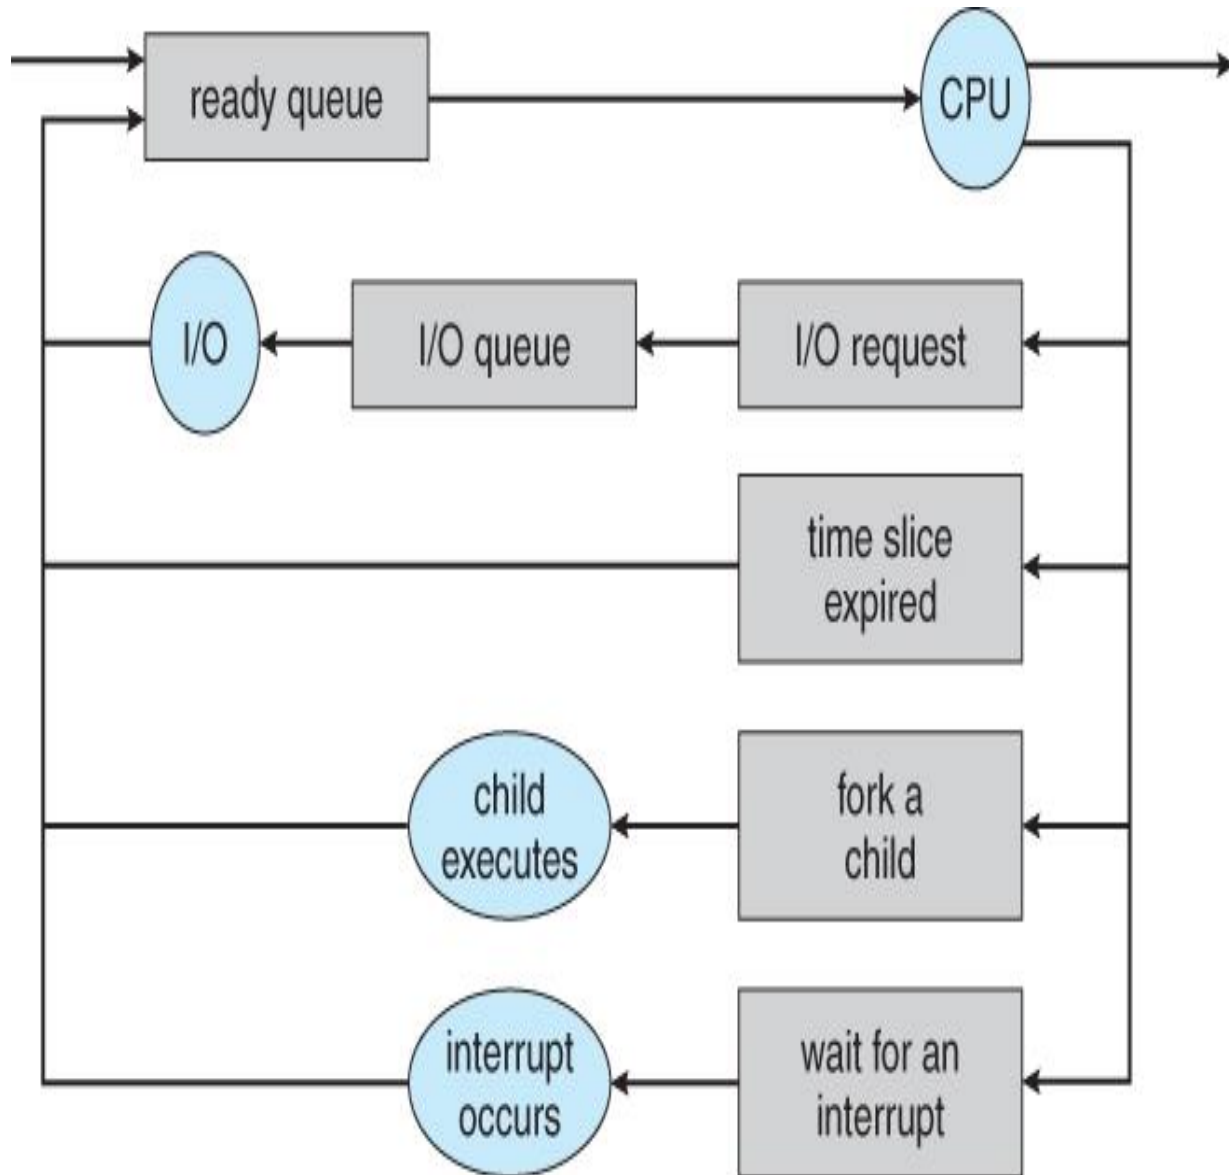 ready queue
CPU
I/O
I/O queue
I/O request
time slice
expired
child
executes
fork a
child
interrupt
occurs
wait for an
interrupt